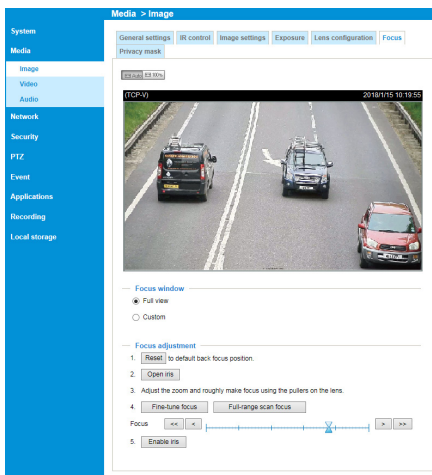 Media > Image
System
Media
Image
Video
Audio
Network
Security
PTZ
Event
Applications
Recording
Local storage
General settings
IR control
Image settings
Exposure
Lens configuration
Focus
Privacy mask
Auto
100%
(TCP-V)
2018/1/15 10:19:55
Focus window
Full view
Custom
Focus adjustment
1. Reset to default back focus position.
2. Open iris
3. Adjust the zoom and roughly make focus using the pullers on the lens.
4. Fine-tune focus Full-range scan focus
Focus << < > >>
5. Enable iris